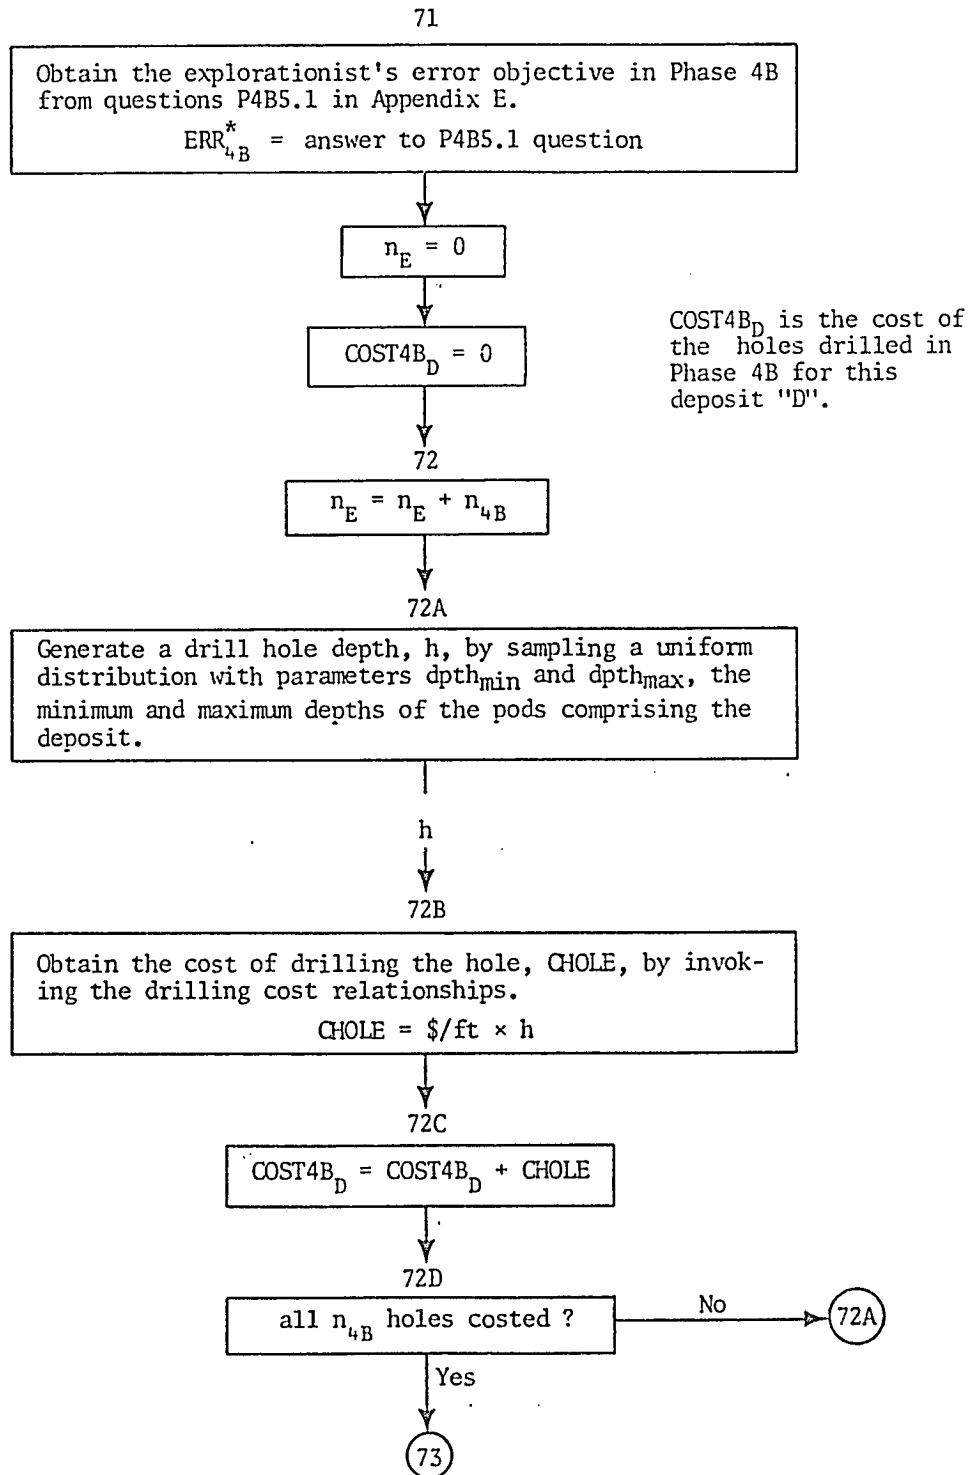 71
Obtain the explorationist's error objective in Phase 4B
from questions P4B5.1 in Appendix E.
ERR*4B = answer to P4B5.1 question
nE = 0
COST4BD = 0
COST4BD is the cost of
the holes drilled in
Phase 4B for this
deposit "D".
72
nE = nE + n4B
72A
Generate a drill hole depth, h, by sampling a uniform
distribution with parameters dpthmin and dpthmax, the
minimum and maximum depths of the pods comprising the
deposit.
h
72B
Obtain the cost of drilling the hole, CHOLE, by invok-
ing the drilling cost relationships.
CHOLE = $/ft × h
72C
COST4BD = COST4BD + CHOLE
72D
all n4B holes costed ?
No
72A
Yes
73